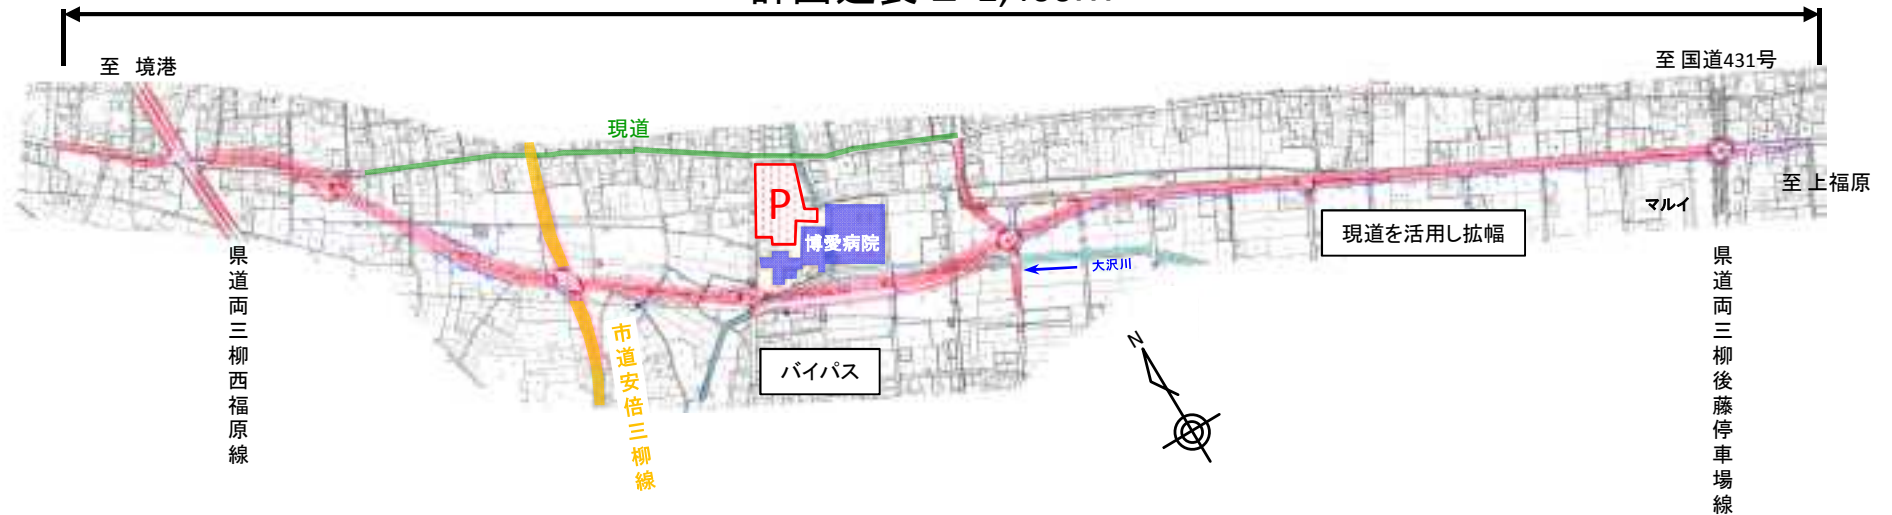 至 境港
至 国道431号
現道
P
博愛病院
至 上福原
マルイ
現道を活用し拡幅
大沢川
県道両三柳西福原線
市道安倍三柳線
バイパス
県道両三柳後藤停車場線
N